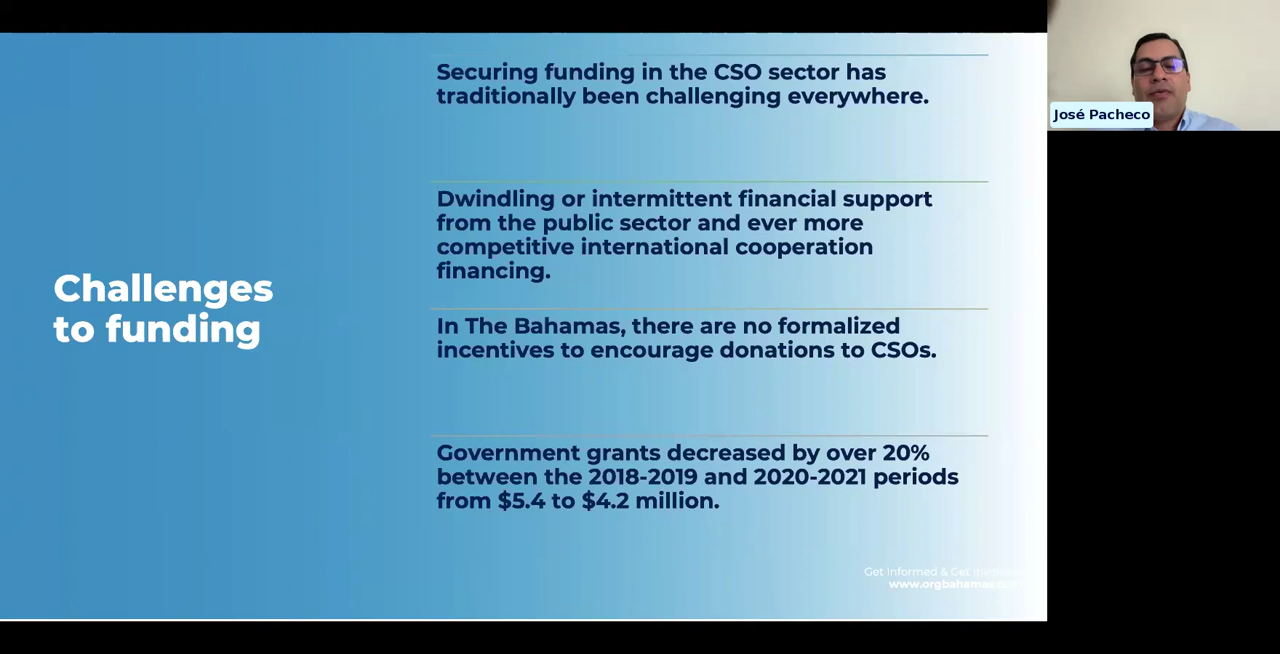 Securing funding in the CSO sector has
traditionally been challenging everywhere.
Dwindling or intermittent financial support
from the public sector and ever more
competitive international cooperation
financing.
Challenges
to funding
In The Bahamas, there are no formalized
incentives to encourage donations to CSOs.
Government grants decreased by over 20%
between the 2018-2019 and 2020-2021 periods
from $5.4 to $4.2 million.
Get Informed & Get
José Pacheco